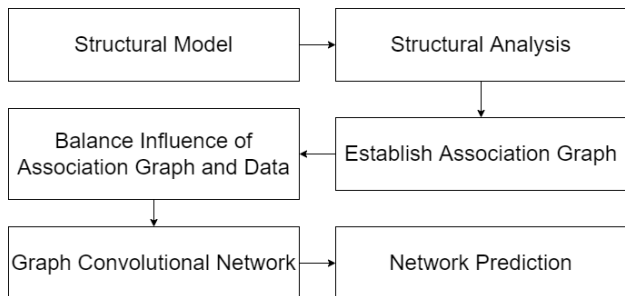 Structural Model
Structural Analysis
Establish Association Graph
Balance Influence of
Association Graph and Data
Graph Convolutional Network
Network Prediction